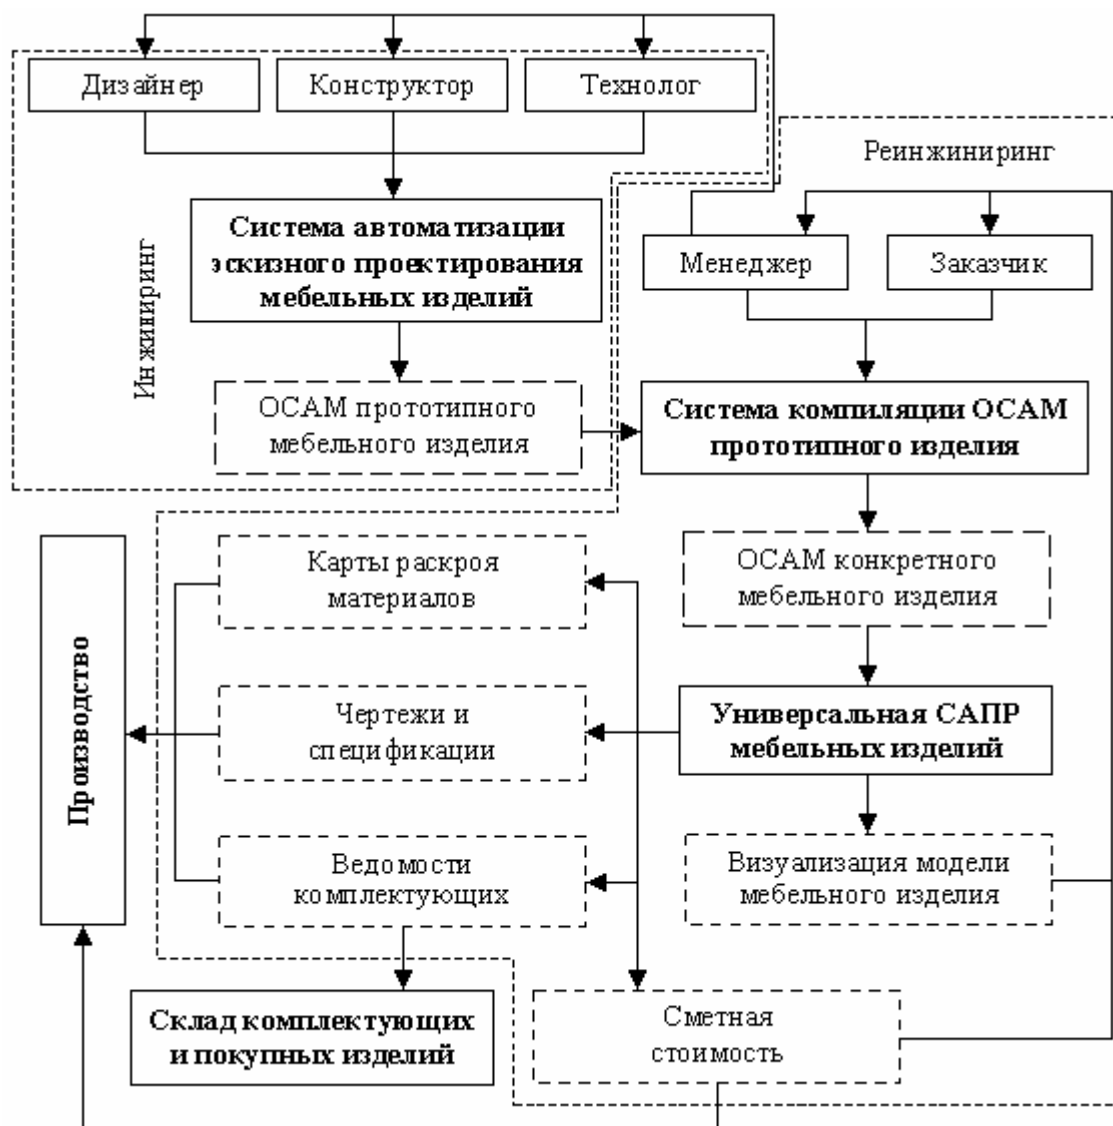 Дизайнер
Конструктор
Технолог
Реинжиниринг
Инжиниринг
Система автоматизации
эскизного проектирования
мебельных изделий
Менеджер
Заказчик
ОСАМ прототипного
мебельного изделия
Система компиляции ОСАМ
прототипного изделия
Карты раскроя
материалов
ОСАМ конкретного
мебельного изделия
Производство
Чертежи и
спецификации
Универсальная САПР
мебельных изделий
Ведомости
комплектующих
Визуализация модели
мебельного изделия
Склад комплектующих
и покупных изделий
Сметная
стоимость